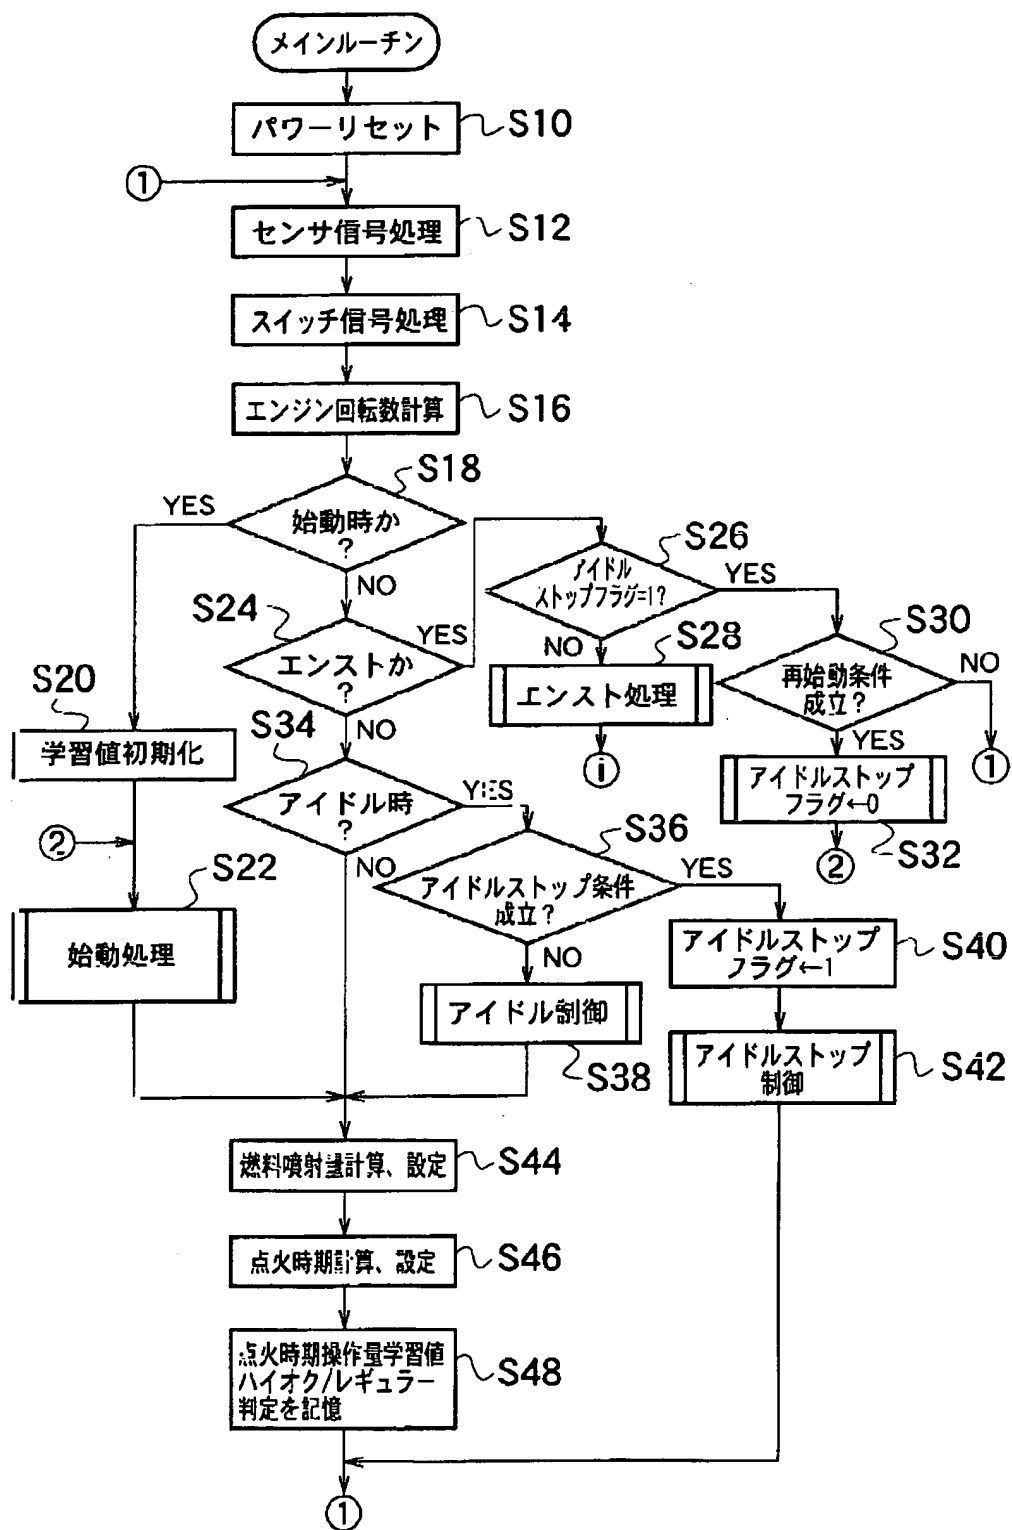 メインルーチン
パワーリセット
S10
①
センサ信号処理
S12
スイッチ信号処理
S14
エンジン回転数計算
S16
S18
YES
始動時か
?
NO
S24
YES
エンストか
?
NO
S26
アイドル
ストップフラグ=1?
YES
NO
S28
エンスト処理
①
S30
再始動条件
成立?
NO
①
YES
アイドルストップ
フラグ←0
S32
②
S20
学習値初期化
②
S22
始動処理
S34
アイドル時
?
YES
NO
S36
アイドルストップ条件
成立?
YES
NO
アイドル制御
S38
アイドルストップ
フラグ←1
S40
アイドルストップ
制御
S42
燃料噴射量計算、設定
S44
点火時期計算、設定
S46
点火時期操作量学習値
ハイオク/レギュラー
判定を記憶
S48
①